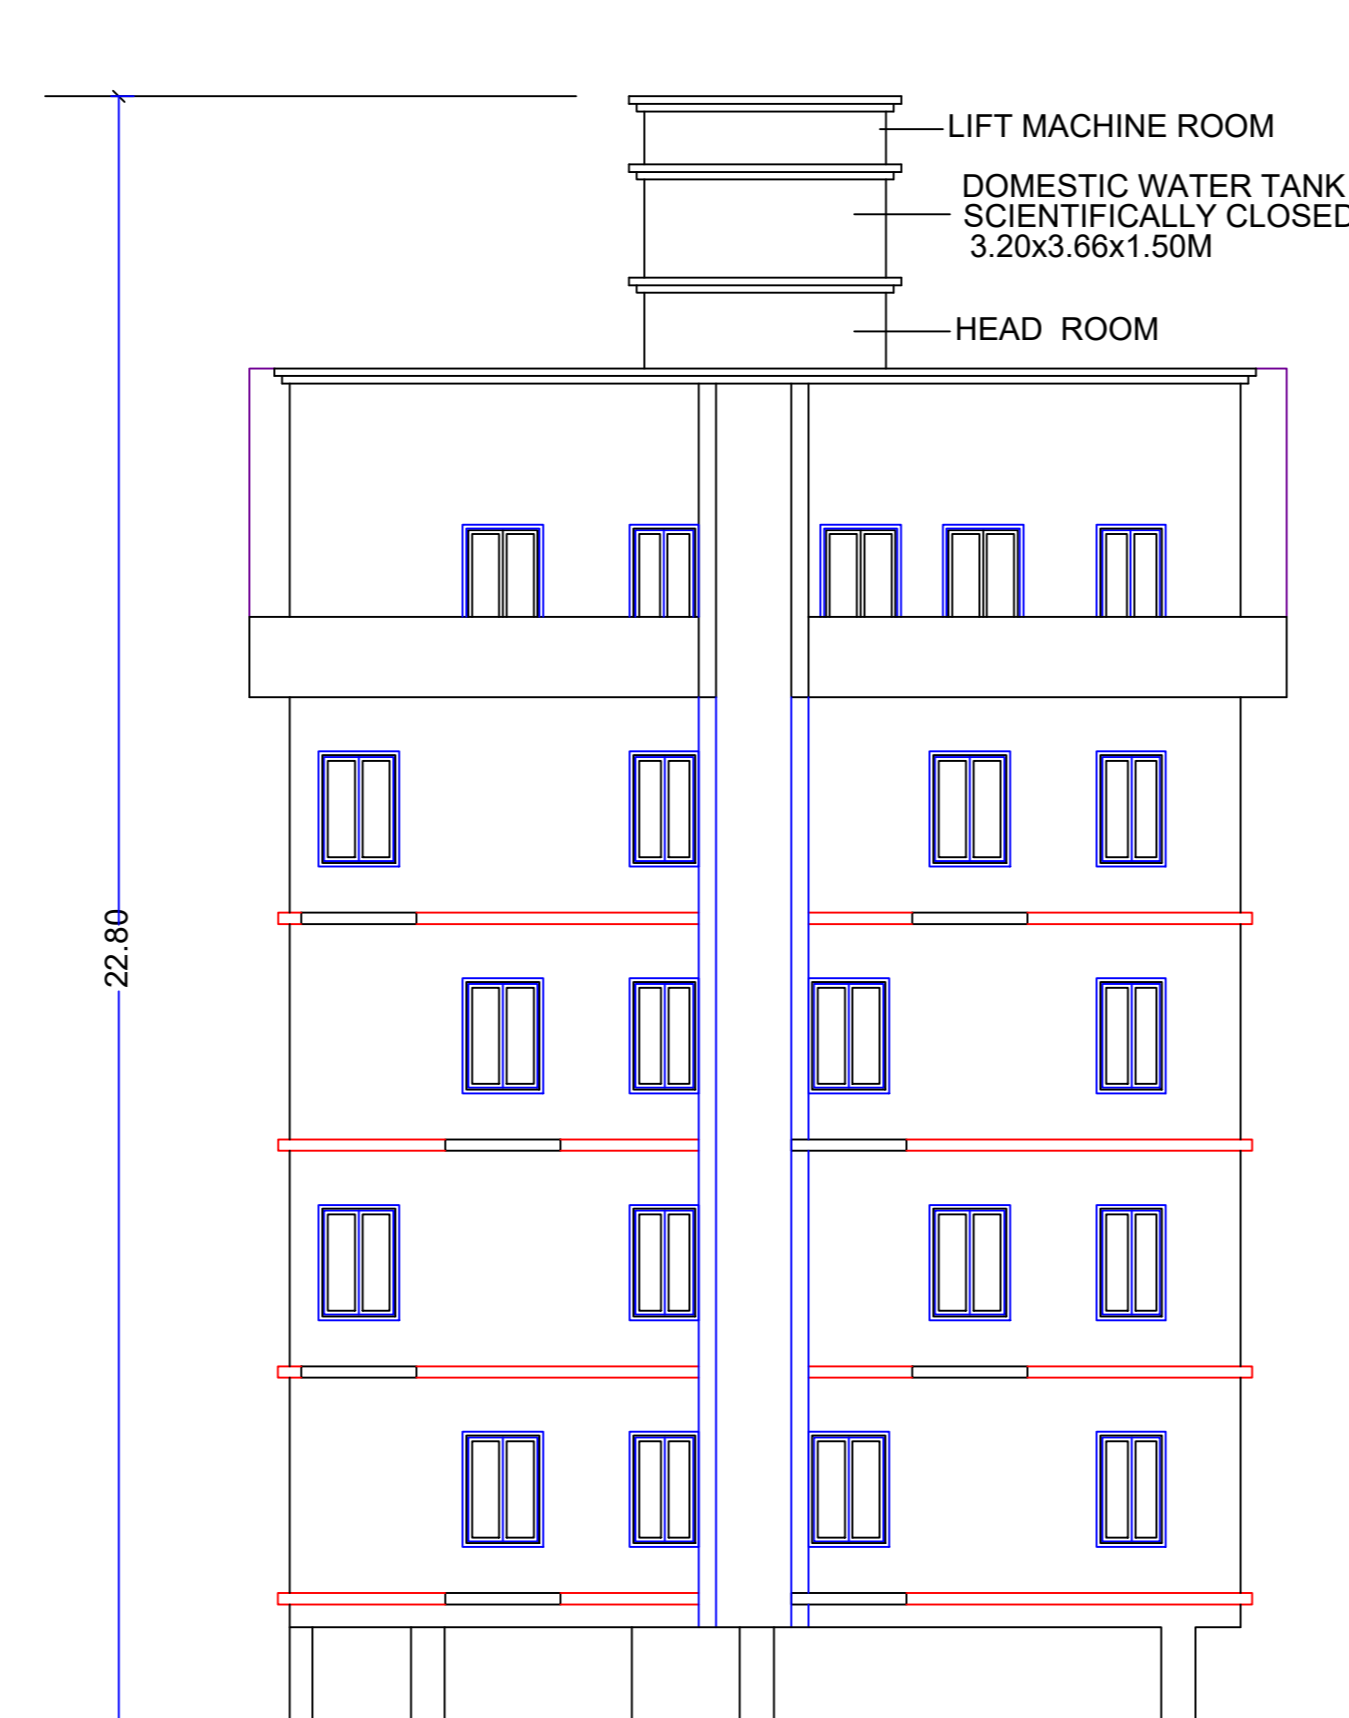 LIFT MACHINE ROOM
DOMESTIC WATER TANK
SCIENTIFICALLY CLOSED
3.20x3.66x1.50M
HEAD ROOM
22.80